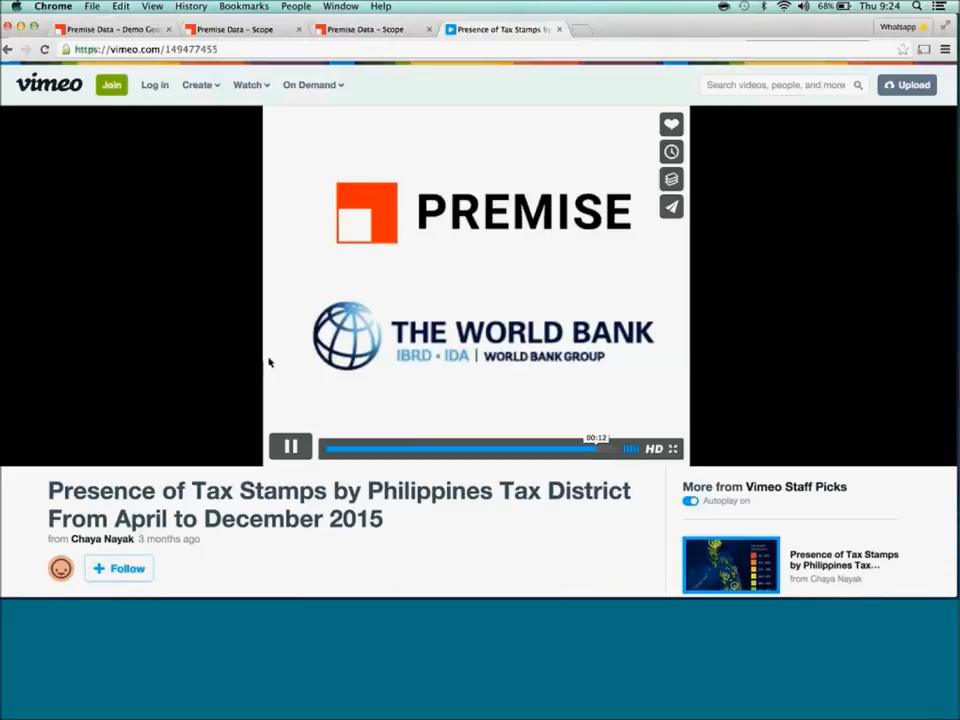 Chrome File Edit View History Bookmarks People Window Help 68% Thu 9:24
Premise Data – Demo Geo × Premise Data – Scope × Premise Data – Scope × Presence of Tax Stamps by × Whatsapp
https://vimeo.com/149477455
vimeo Join Log in Create Watch On Demand Search videos, people, and more Upload
PREMISE
THE WORLD BANK
IBRD • IDA | WORLD BANK GROUP
00:12
HD
Presence of Tax Stamps by Philippines Tax District
From April to December 2015
from Chaya Nayak 3 months ago
+ Follow
More from Vimeo Staff Picks
Autoplay on
Presence of Tax Stamps
by Philippines Tax...
from Chaya Nayak